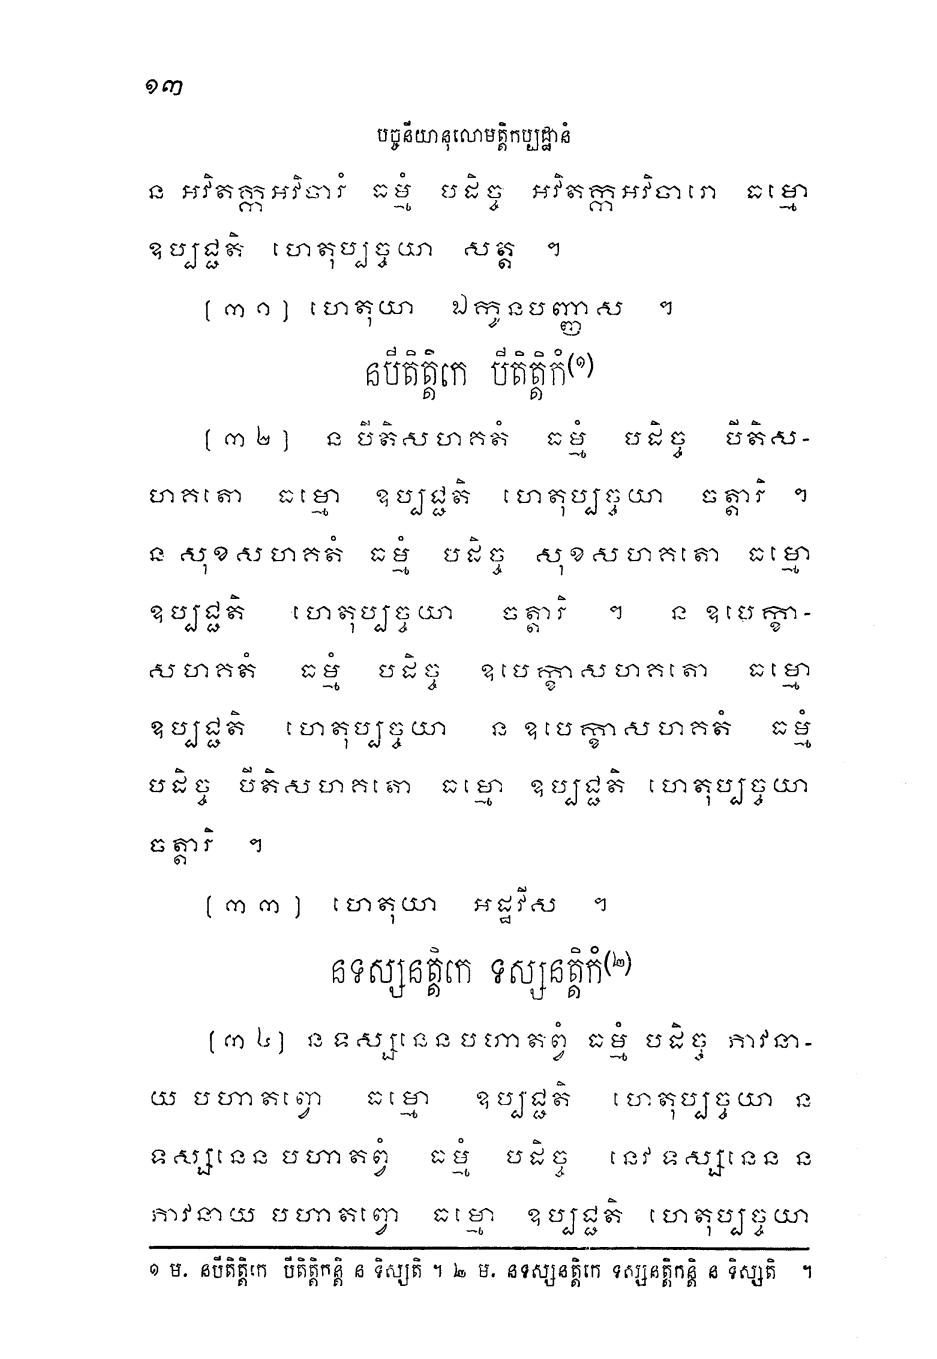 ១៣
បច្ចនីយានុលោមត្តិកប្បដ្ឋានំ
ន អវិតក្កអវិចារំ ធម្មំ បដិច្ច អវិតក្កអវិចារោ ធម្មោ
ឧប្បជ្ជតិ ហេតុប្បច្ចយា សត្ត ។
(៣១) ហេតុយា ឯកូនបញ្ញាស ។
នបីតិត្តិកេ បីតិត្តិកំ(១)
(៣២) ន បីតិសហគតំ ធម្មំ បដិច្ច បីតិស-
ហគតោ ធម្មោ ឧប្បជ្ជតិ ហេតុប្បច្ចយា ចត្តារិ ។
ន សុខសហគតំ ធម្មំ បដិច្ច សុខសហគតោ ធម្មោ
ឧប្បជ្ជតិ ហេតុប្បច្ចយា ចត្តារិ ។ ន ឧបេក្ខា-
សហគតំ ធម្មំ បដិច្ច ឧបេក្ខាសហគតោ ធម្មោ
ឧប្បជ្ជតិ ហេតុប្បច្ចយា ន ឧបេក្ខាសហគតំ ធម្មំ
បដិច្ច បីតិសហគតោ ធម្មោ ឧប្បជ្ជតិ ហេតុប្បច្ចយា
ចត្តារិ ។
(៣៣) ហេតុយា អដ្ឋវីស ។
នទស្សនត្តិកេ ទស្សនត្តិកំ(២)
(៣៤) ន ទស្សនេន បហាតព្វំ ធម្មំ បដិច្ច ភាវនា-
យ បហាតព្វោ ធម្មោ ឧប្បជ្ជតិ ហេតុប្បច្ចយា ន
ទស្សនេន បហាតព្វំ ធម្មំ បដិច្ច នេវ ទស្សនេន ន
ភាវនាយ បហាតព្វោ ធម្មោ ឧប្បជ្ជតិ ហេតុប្បច្ចយា
១ ម. នបីតិត្តិកេ បីតិត្តិកន្តិ ន ទិស្សតិ ។ ២ ម. នទស្សនត្តិកេ ទស្សនត្តិកន្តិ ន ទិស្សតិ ។